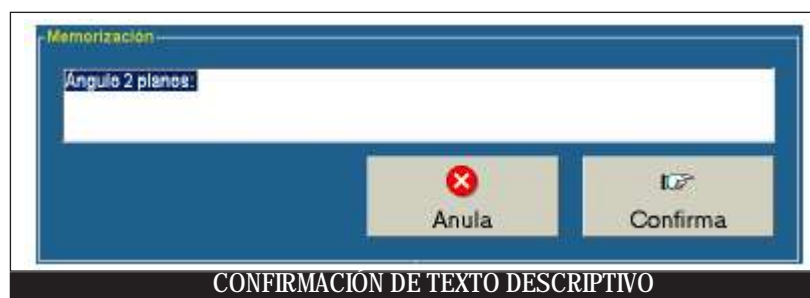 Memorización
Angulo 2 planos:
Anula
Confirma
CONFIRMACIÓN DE TEXTO DESCRIPTIVO